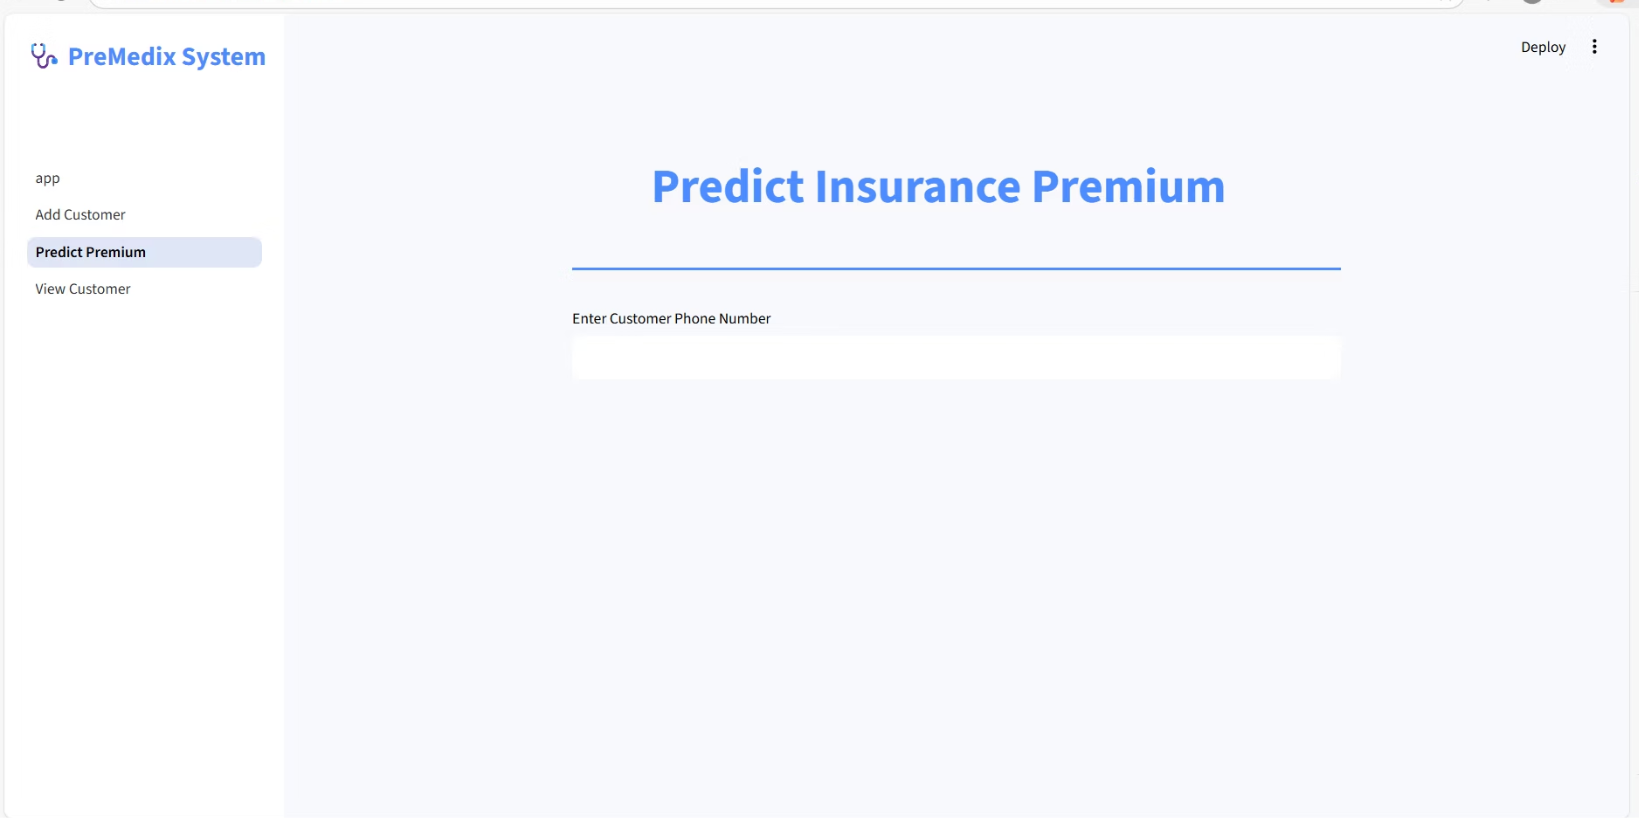 PreMedix System
Deploy
app
Add Customer
Predict Premium
View Customer
Predict Insurance Premium
Enter Customer Phone Number